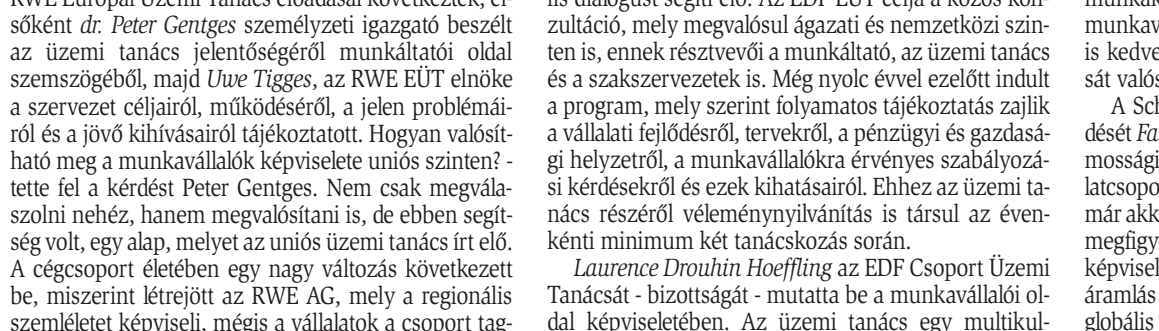 RWE Európai Üzemi Tanács előadásai következtek, el-
sőként dr. Peter Gentges személyzeti igazgató beszélt
az üzemi tanács jelentőségéről munkáltatói oldal
szemszögéből, majd Uwe Tigges, az RWE EÜT elnöke
a szervezet céljairól, működéséről, a jelen problémái-
ról és a jövő kihívásairól tájékoztatott. Hogyan valósít-
ható meg a munkavállalók képviselete uniós szinten? -
tette fel a kérdést Peter Gentges. Nem csak megvála-
szolni nehéz, hanem megvalósítani is, de ebben segít-
ség volt, egy alap, melyet az uniós üzemi tanács írt elő.
A cégcsoport életében egy nagy változás következett
be, miszerint létrejött az RWE AG, mely a regionális
szemléletet képviseli, mégis a vállalatok a csoport tag-
lis dialógust segíti elő. Az EDF EÜT célja a közös kon-
zultáció, mely megvalósul ágazati és nemzetközi szin-
ten is, ennek résztvevői a munkáltató, az üzemi tanács
és a szakszervezetek is. Még nyolc évvel ezelőtt indult
a program, mely szerint folyamatos tájékoztatás zajlik
a vállalati fejlődésről, tervekről, a pénzügyi és gazdasá-
gi helyzetről, a munkavállalókra érvényes szabályozá-
si kérdésekről és ezek kihatásairól. Ehhez az üzemi ta-
nács részéről véleménynyilvánítás is társul az éven-
kénti minimum két tanácskozás során.
Laurence Drouhin Hoeffling az EDF Csoport Üzemi
Tanácsát - bizottságát - mutatta be a munkavállalói ol-
dal képviseletében. Az üzemi tanács egy multikul-
munkav
is kedve
sát valós
A Sch
dését Fa
mossági
latcsopo
már akk
megfigy
képvisel
áramlás
globális